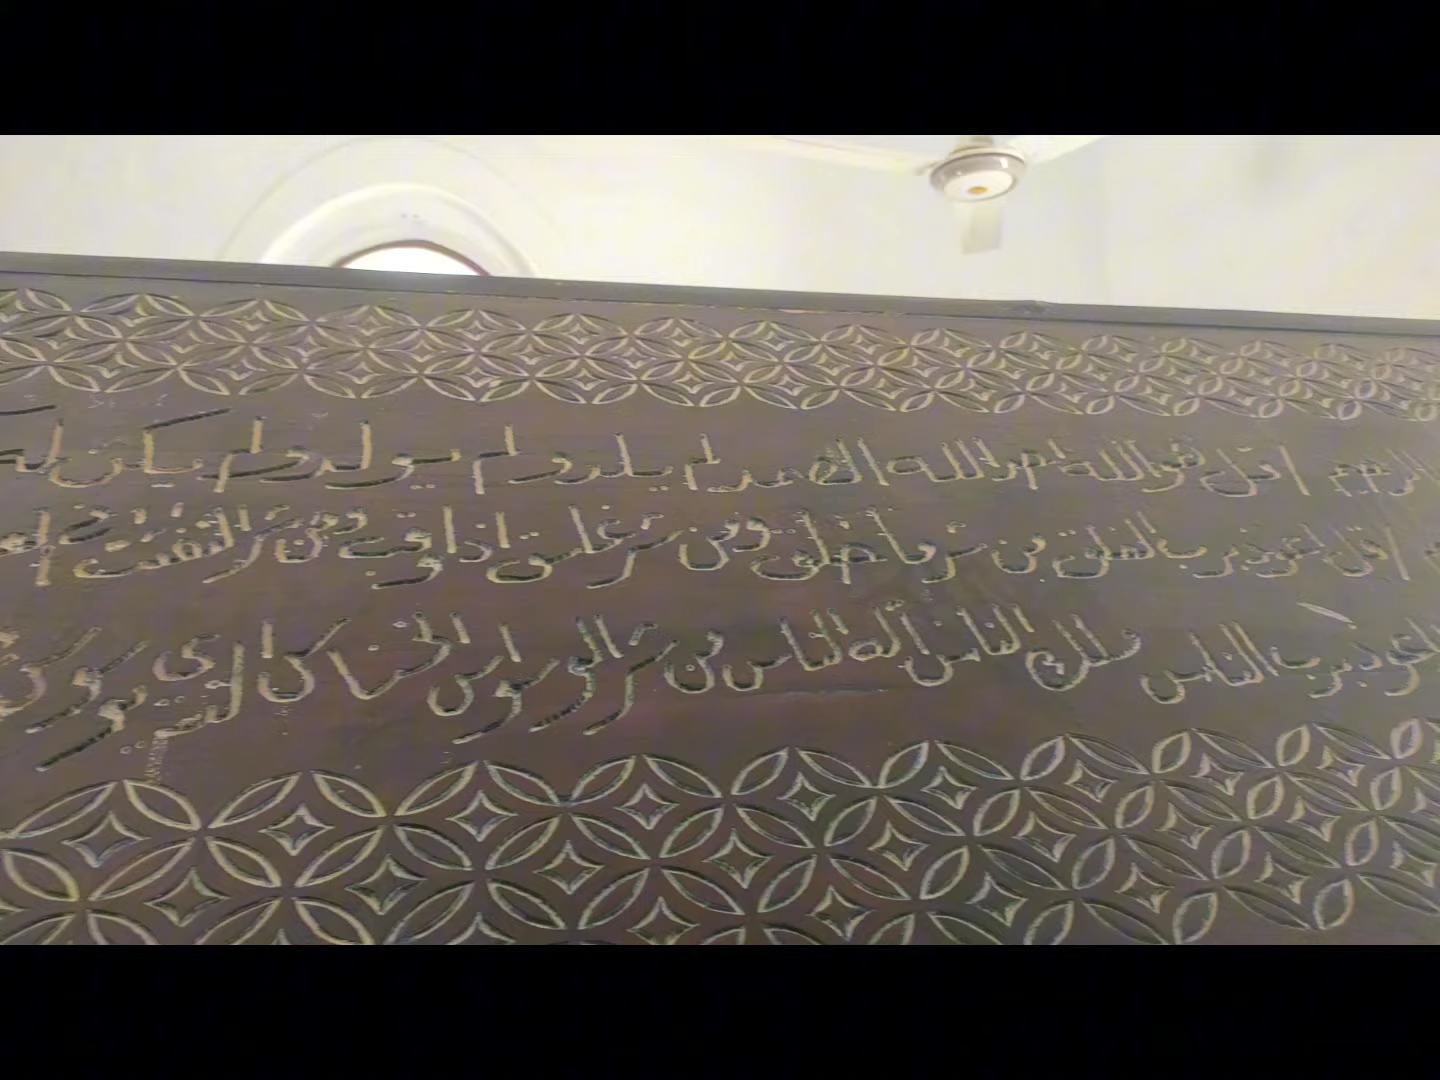 الرحيم قل هو الله احد الله الصمد لم يلد ولم يولد ولم يكن له
قل اعوذ برب الفلق من شر ما خلق ومن شر غاسق اذا وقب ومن شر النفثت
اعوذ برب الناس ملك الناس اله الناس من شر الوسواس الخناس الذي يوسوس